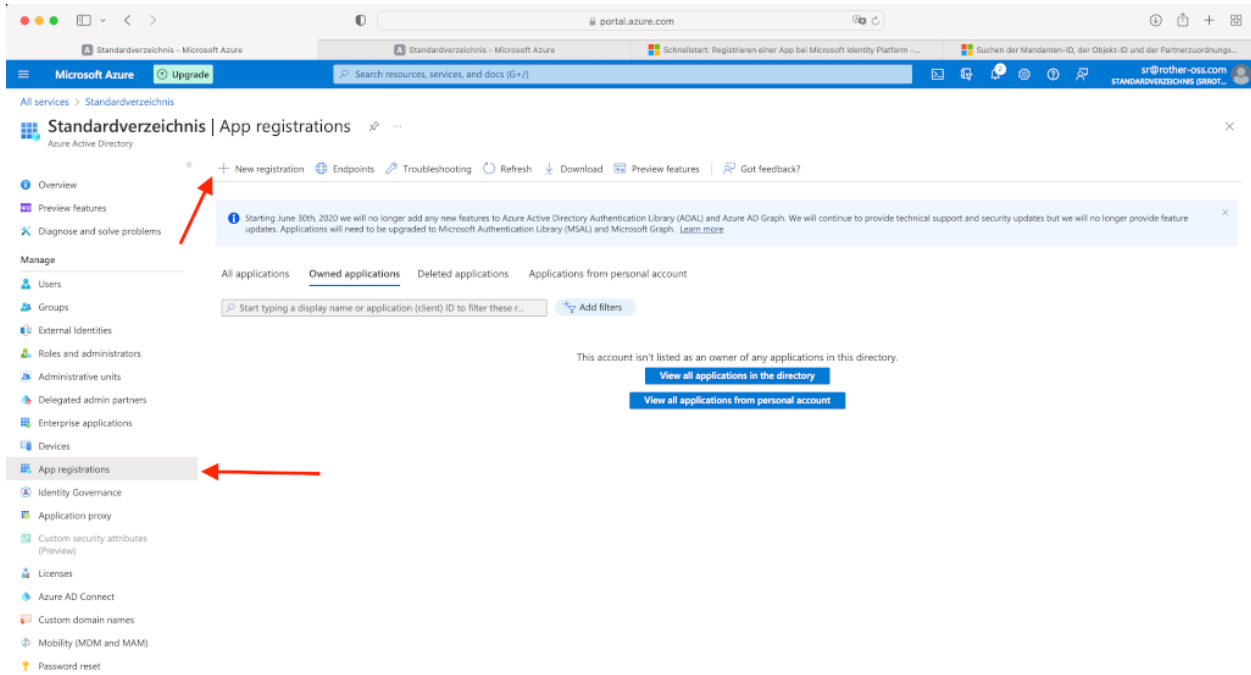 portal.azure.com
Standardverzeichnis - Microsoft Azure
Standardverzeichnis - Microsoft Azure
Schnellstart: Registrieren einer App bei Microsoft Identity Platform –...
Suchen der Mandanten-ID, der Objekt-ID und der Partnerzuordnungs...
Microsoft Azure
Upgrade
Search resources, services, and docs (G+/)
2
sr@rother-oss.com
STANDARDVERZEICHNIS (SRROT...
All services > Standardverzeichnis
Standardverzeichnis | App registrations
Azure Active Directory
New registration
Endpoints
Troubleshooting
Refresh
Download
Preview features
Got feedback?
Overview
Preview features
Diagnose and solve problems
Manage
Users
Groups
External Identities
Roles and administrators
Administrative units
Delegated admin partners
Enterprise applications
Devices
App registrations
Identity Governance
Application proxy
Custom security attributes
(Preview)
Licenses
Azure AD Connect
Custom domain names
Mobility (MDM and MAM)
Password reset
Starting June 30th, 2020 we will no longer add any new features to Azure Active Directory Authentication Library (ADAL) and Azure AD Graph. We will continue to provide technical support and security updates but we will no longer provide feature
updates. Applications will need to be upgraded to Microsoft Authentication Library (MSAL) and Microsoft Graph. Learn more
All applications
Owned applications
Deleted applications
Applications from personal account
Start typing a display name or application (client) ID to filter these r...
Add filters
This account isn't listed as an owner of any applications in this directory.
View all applications in the directory
View all applications from personal account